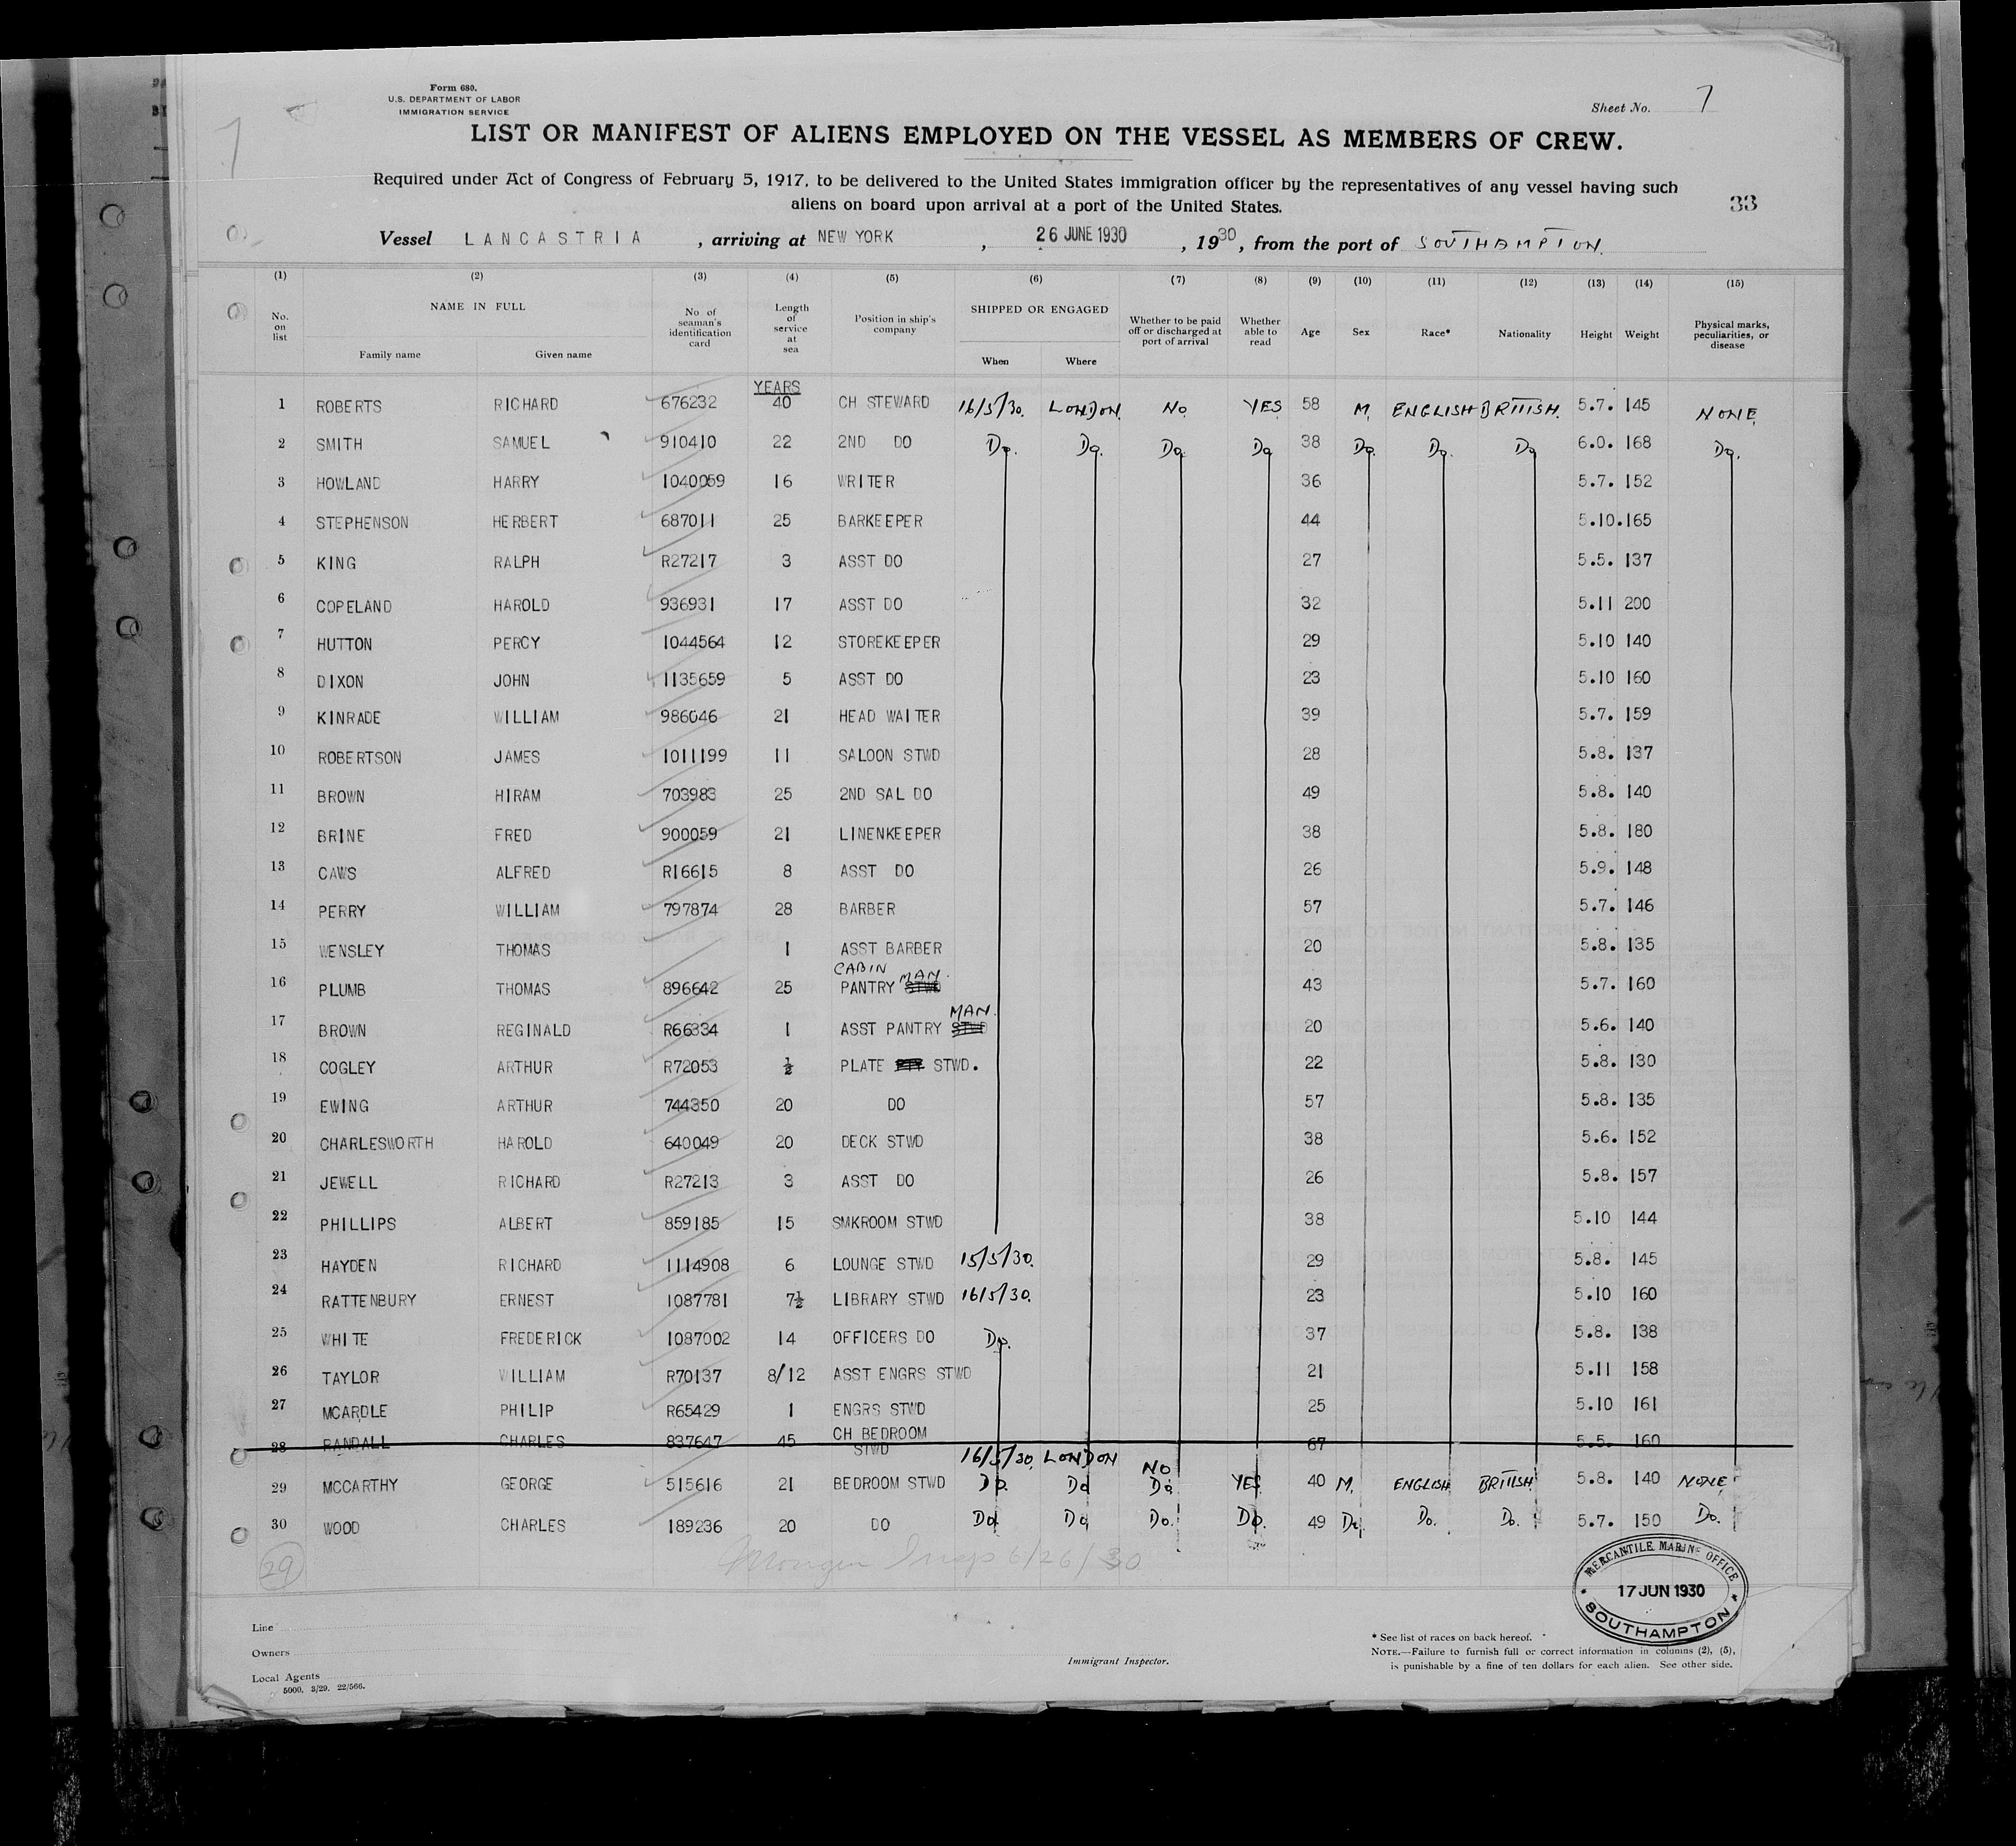 Form 680.
U.S. DEPARTMENT OF LABOR
IMMIGRATION SERVICE
Sheet No. 7
7
LIST OR MANIFEST OF ALIENS EMPLOYED ON THE VESSEL AS MEMBERS OF CREW.
Required under Act of Congress of February 5, 1917, to be delivered to the United States immigration officer by the representatives of any vessel having such
aliens on board upon arrival at a port of the United States.
33
Vessel LANCASTRIA , arriving at NEW YORK , 26 JUNE 1930 , 1930, from the port of SOUTHAMPTON.
(1) (2) (3) (4) (5) (6) (7) (8) (9) (10) (11) (12) (13) (14) (15)
No. on list NAME IN FULL Family name Given name No of seaman's identification card Length of service at sea Position in ship's company SHIPPED OR ENGAGED When Where Whether to be paid off or discharged at port of arrival Whether able to read Age Sex Race* Nationality Height Weight Physical marks, peculiarities, or disease
YEARS
1 ROBERTS RICHARD 676232 40 CH STEWARD 16/5/30. LONDON. No. YES 58 M. ENGLISH BRITISH. 5.7. 145 NONE
2 SMITH SAMUEL 910410 22 2ND DO Do. Do. Do Do 38 Do. Do. Do 6.0. 168 Do.
3 HOWLAND HARRY 1040059 16 WRITER 36 5.7. 152
4 STEPHENSON HERBERT 687011 25 BARKEEPER 44 5.10. 165
5 KING RALPH R27217 3 ASST DO 27 5.5. 137
6 COPELAND HAROLD 936931 17 ASST DO 32 5.11 200
7 HUTTON PERCY 1044564 12 STOREKEEPER 29 5.10 140
8 DIXON JOHN 1135659 5 ASST DO 23 5.10 160
9 KINRADE WILLIAM 986046 21 HEAD WAITER 39 5.7. 159
10 ROBERTSON JAMES 1011199 11 SALOON STWD 28 5.8. 137
11 BROWN HIRAM 703983 25 2ND SAL DO 49 5.8. 140
12 BRINE FRED 900059 21 LINENKEEPER 38 5.8. 180
13 CAWS ALFRED R16615 8 ASST DO 26 5.9. 148
14 PERRY WILLIAM 797874 28 BARBER 57 5.7. 146
15 WENSLEY THOMAS 1 ASST BARBER 20 5.8. 135
16 PLUMB THOMAS 896642 25 CABIN PANTRY MAN. 43 5.7. 160
17 BROWN REGINALD R66334 1 ASST PANTRY MAN. 20 5.6. 140
18 COGLEY ARTHUR R72053 ½ PLATE STWD. 22 5.8. 130
19 EWING ARTHUR 744350 20 DO 57 5.8. 135
20 CHARLESWORTH HAROLD 640049 20 DECK STWD 38 5.6. 152
21 JEWELL RICHARD R27213 3 ASST DO 26 5.8. 157
22 PHILLIPS ALBERT 859185 15 SMKROOM STWD 38 5.10 144
23 HAYDEN RICHARD 1114908 6 LOUNGE STWD 15/5/30. 29 5.8. 145
24 RATTENBURY ERNEST 1087781 7½ LIBRARY STWD 16/5/30. 23 5.10 160
25 WHITE FREDERICK 1087002 14 OFFICERS DO Do. 37 5.8. 138
26 TAYLOR WILLIAM R70137 8/12 ASST ENGRS STWD 21 5.11 158
27 MCARDLE PHILIP R65429 1 ENGRS STWD 25 5.10 161
28 RANDALL CHARLES 837647 45 CH BEDROOM STWD 67 5.5. 160
16/5/30. LONDON NO
29 MCCARTHY GEORGE 515616 21 BEDROOM STWD Do. Do Do. YES 40 M. ENGLISH BRITISH 5.8. 140 NONE
30 WOOD CHARLES 189236 20 DO Do Do Do. Do. 49 Do. Do. Do. 5.7. 150 Do.
29
Insp 6/26/30
MERCANTILE MARINE OFFICE
17 JUN 1930
SOUTHAMPTON
Line
Owners
Local Agents
5000. 3/29. 22/566.
Immigrant Inspector.
* See list of races on back hereof.
NOTE.—Failure to furnish full or correct information in columns (2), (5),
is punishable by a fine of ten dollars for each alien. See other side.